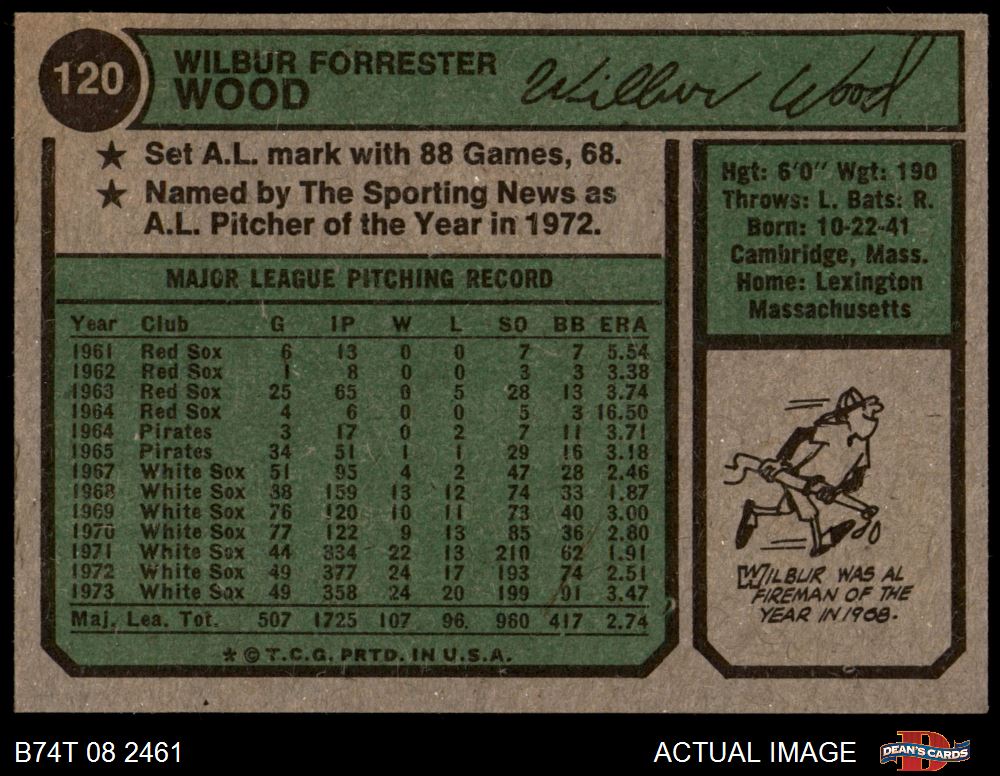 120
WILBUR FORRESTER
WOOD
Wilbur Wood
★ Set A.L. mark with 88 Games, 68.
★ Named by The Sporting News as
A.L. Pitcher of the Year in 1972.
MAJOR LEAGUE PITCHING RECORD
Year Club G IP W L SO BB ERA
1961 Red Sox 6 13 0 0 7 7 5.54
1962 Red Sox 1 8 0 0 3 3 3.38
1963 Red Sox 25 65 0 5 28 13 3.74
1964 Red Sox 4 6 0 0 5 3 16.50
1964 Pirates 3 17 0 2 7 11 3.71
1965 Pirates 34 51 1 1 29 16 3.18
1967 White Sox 51 95 4 2 47 28 2.46
1968 White Sox 38 159 13 12 74 33 1.87
1969 White Sox 76 120 10 11 73 40 3.00
1970 White Sox 77 122 9 13 85 36 2.80
1971 White Sox 44 334 22 13 210 62 1.91
1972 White Sox 49 377 24 17 193 74 2.51
1973 White Sox 49 358 24 20 199 91 3.47
Maj. Lea. Tot. 507 1725 107 96 960 417 2.74
* © T.C.G. PRTD. IN U.S.A.
Hgt: 6'0" Wgt: 190
Throws: L. Bats: R.
Born: 10-22-41
Cambridge, Mass.
Home: Lexington
Massachusetts
WILBUR WAS AL
FIREMAN OF THE
YEAR IN 1968.
B74T 08 2461
ACTUAL IMAGE
D
DEAN'S CARDS